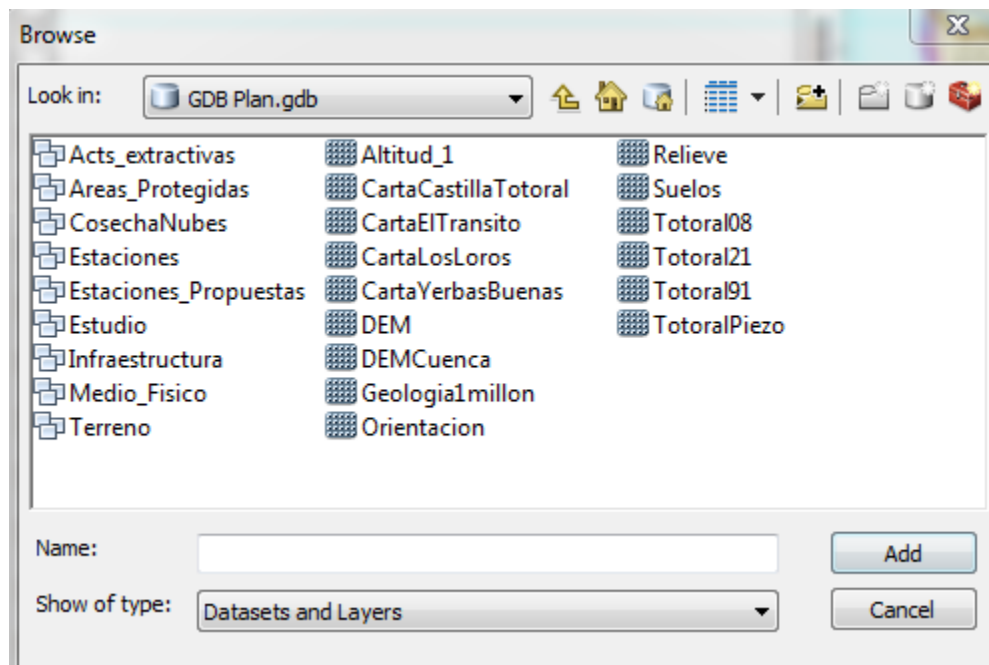 Browse
Look in: GDB Plan.gdb
Acts_extractivas
Areas_Protegidas
CosechaNubes
Estaciones
Estaciones_Propuestas
Estudio
Infraestructura
Medio_Fisico
Terreno
Altitud_1
CartaCastillaTotoral
CartaElTransito
CartaLosLoros
CartaYerbasBuenas
DEM
DEMCuenca
Geologia1millon
Orientacion
Relieve
Suelos
Totoral08
Totoral21
Totoral91
TotoralPiezo
Name:
Add
Show of type: Datasets and Layers
Cancel